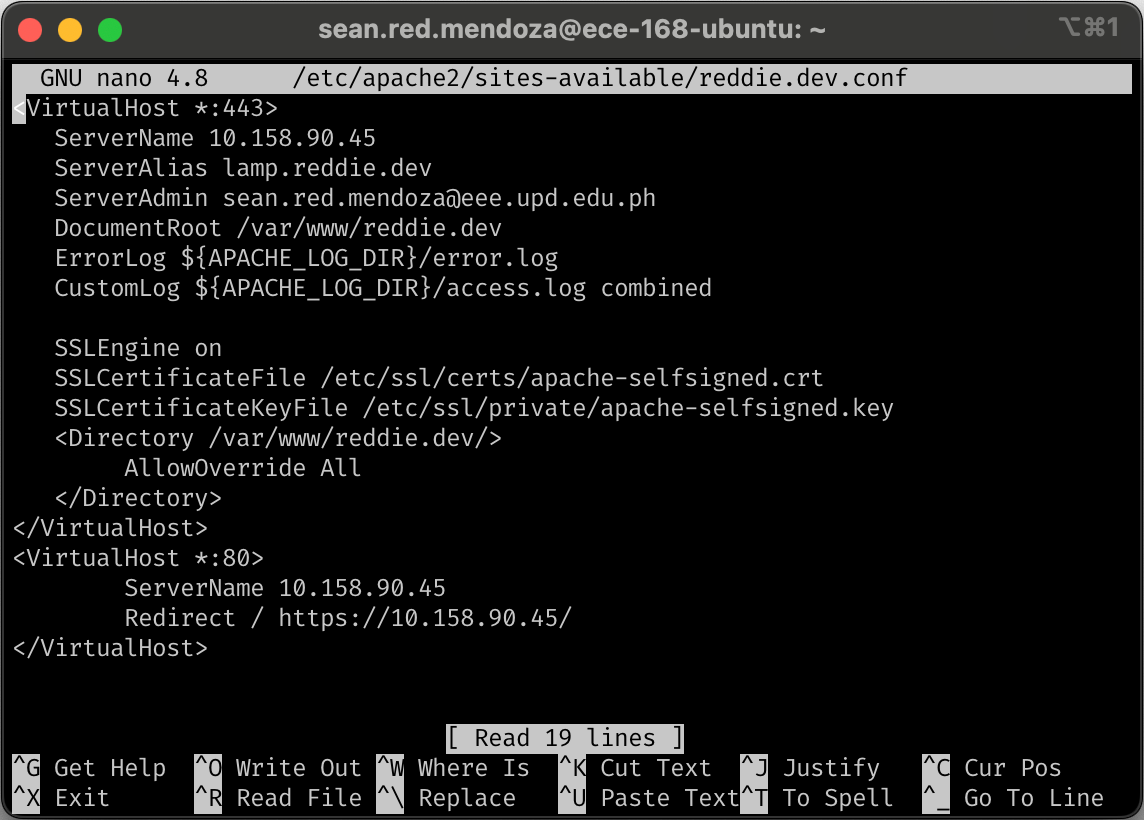 sean.red.mendoza@ece-168-ubuntu: ~ ⌥⌘1
GNU nano 4.8 /etc/apache2/sites-available/reddie.dev.conf
<VirtualHost *:443>
   ServerName 10.158.90.45
   ServerAlias lamp.reddie.dev
   ServerAdmin sean.red.mendoza@eee.upd.edu.ph
   DocumentRoot /var/www/reddie.dev
   ErrorLog ${APACHE_LOG_DIR}/error.log
   CustomLog ${APACHE_LOG_DIR}/access.log combined

   SSLEngine on
   SSLCertificateFile /etc/ssl/certs/apache-selfsigned.crt
   SSLCertificateKeyFile /etc/ssl/private/apache-selfsigned.key
   <Directory /var/www/reddie.dev/>
        AllowOverride All
   </Directory>
</VirtualHost>
<VirtualHost *:80>
        ServerName 10.158.90.45
        Redirect / https://10.158.90.45/
</VirtualHost>
[ Read 19 lines ]
^G Get Help ^O Write Out ^W Where Is ^K Cut Text ^J Justify ^C Cur Pos
^X Exit ^R Read File ^\ Replace ^U Paste Text ^T To Spell ^_ Go To Line